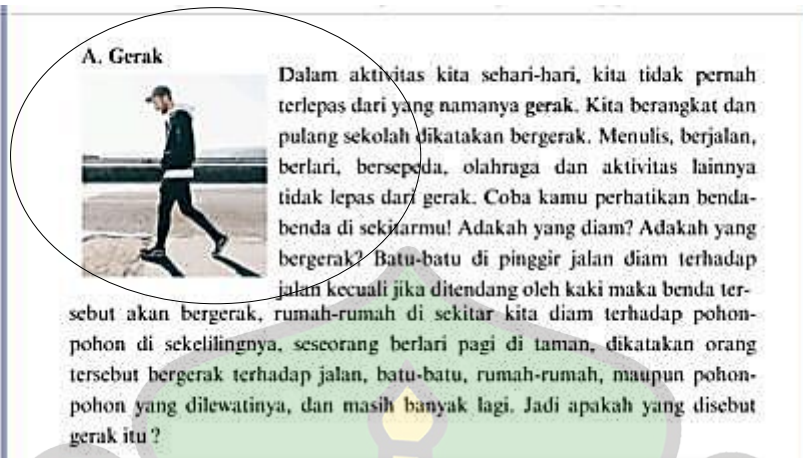 A. Gerak
Dalam aktivitas kita sehari-hari, kita tidak pernah
terlepas dari yang namanya gerak. Kita berangkat dan
pulang sekolah dikatakan bergerak. Menulis, berjalan,
berlari, bersepeda, olahraga dan aktivitas lainnya
tidak lepas dari gerak. Coba kamu perhatikan benda-
benda di sekitarmu! Adakah yang diam? Adakah yang
bergerak? Batu-batu di pinggir jalan diam terhadap
jalan kecuali jika ditendang oleh kaki maka benda ter-
sebut akan bergerak, rumah-rumah di sekitar kita diam terhadap pohon-
pohon di sekelilingnya, seseorang berlari pagi di taman, dikatakan orang
tersebut bergerak terhadap jalan, batu-batu, rumah-rumah, maupun pohon-
pohon yang dilewatinya, dan masih banyak lagi. Jadi apakah yang disebut
gerak itu ?